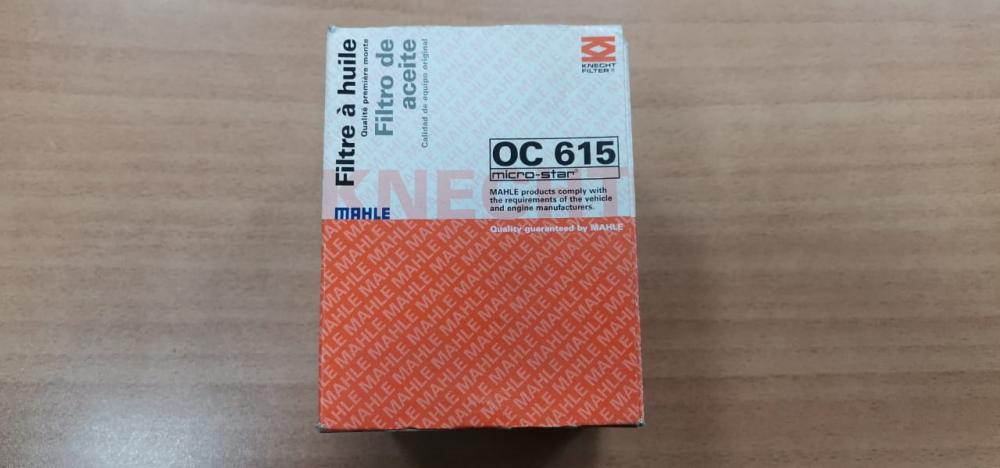 Filtre à huile
Qualité première monte
Filtro de
aceite
Calidad de equipo original
KNECHT
FILTER®
OC 615
micro-star®
MAHLE products comply with
the requirements of the vehicle
and engine manufacturers.
KNECHT
MAHLE
Quality guaranteed by MAHLE
MAHLE MAHLE MAHLE MAHLE